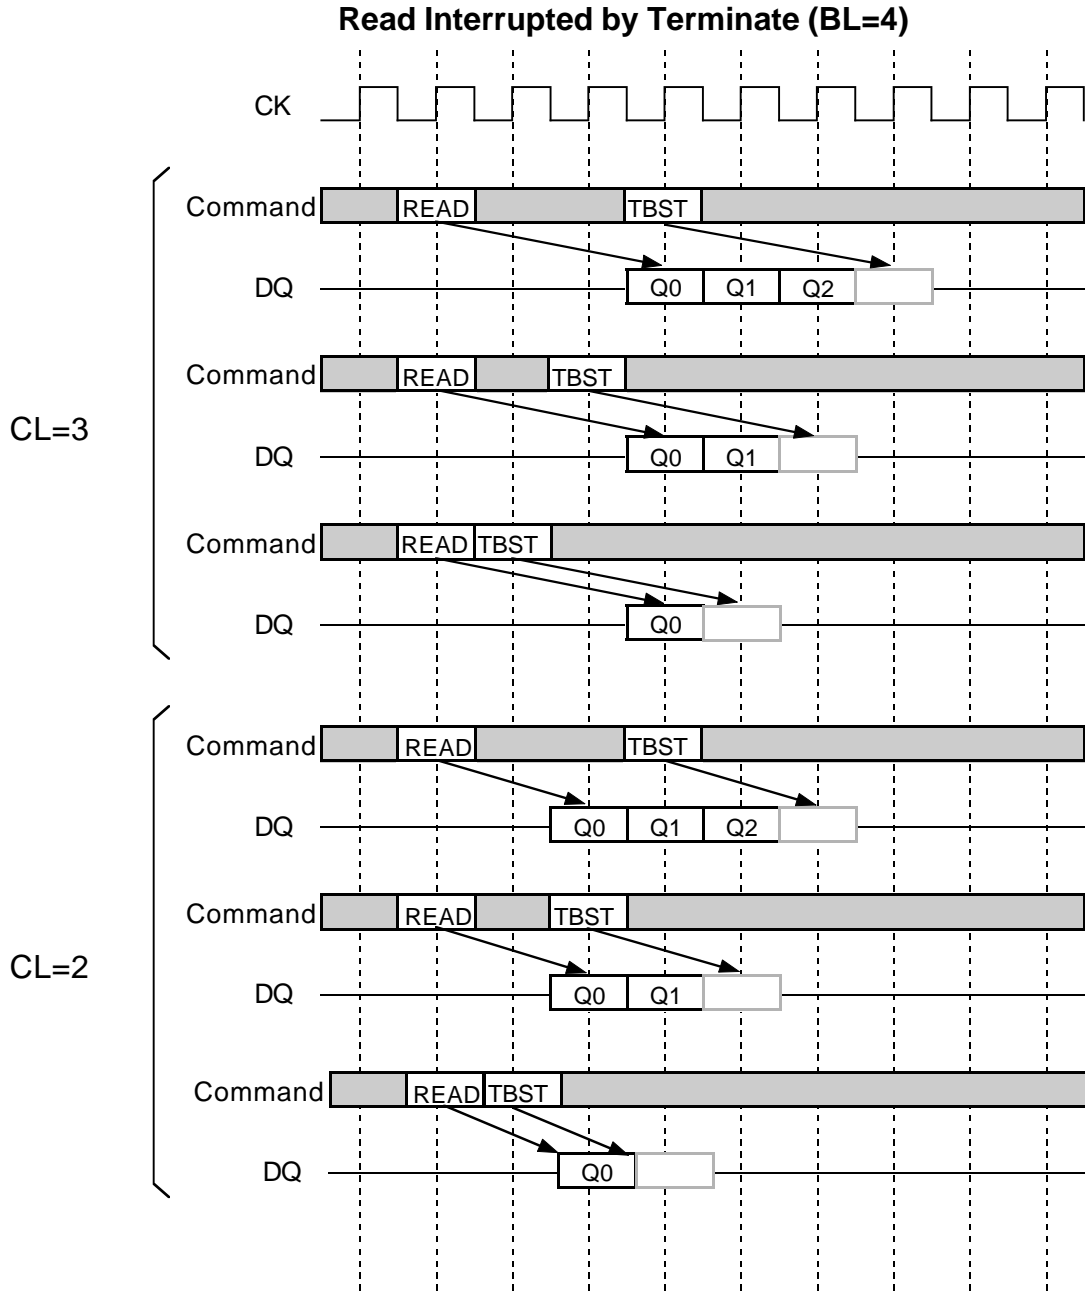 Read Interrupted by Terminate (BL=4)
CK
Command READ TBST
DQ Q0 Q1 Q2
Command READ TBST
CL=3
DQ Q0 Q1
Command READ TBST
DQ Q0
Command READ TBST
DQ Q0 Q1 Q2
Command READ TBST
CL=2
DQ Q0 Q1
Command READ TBST
DQ Q0